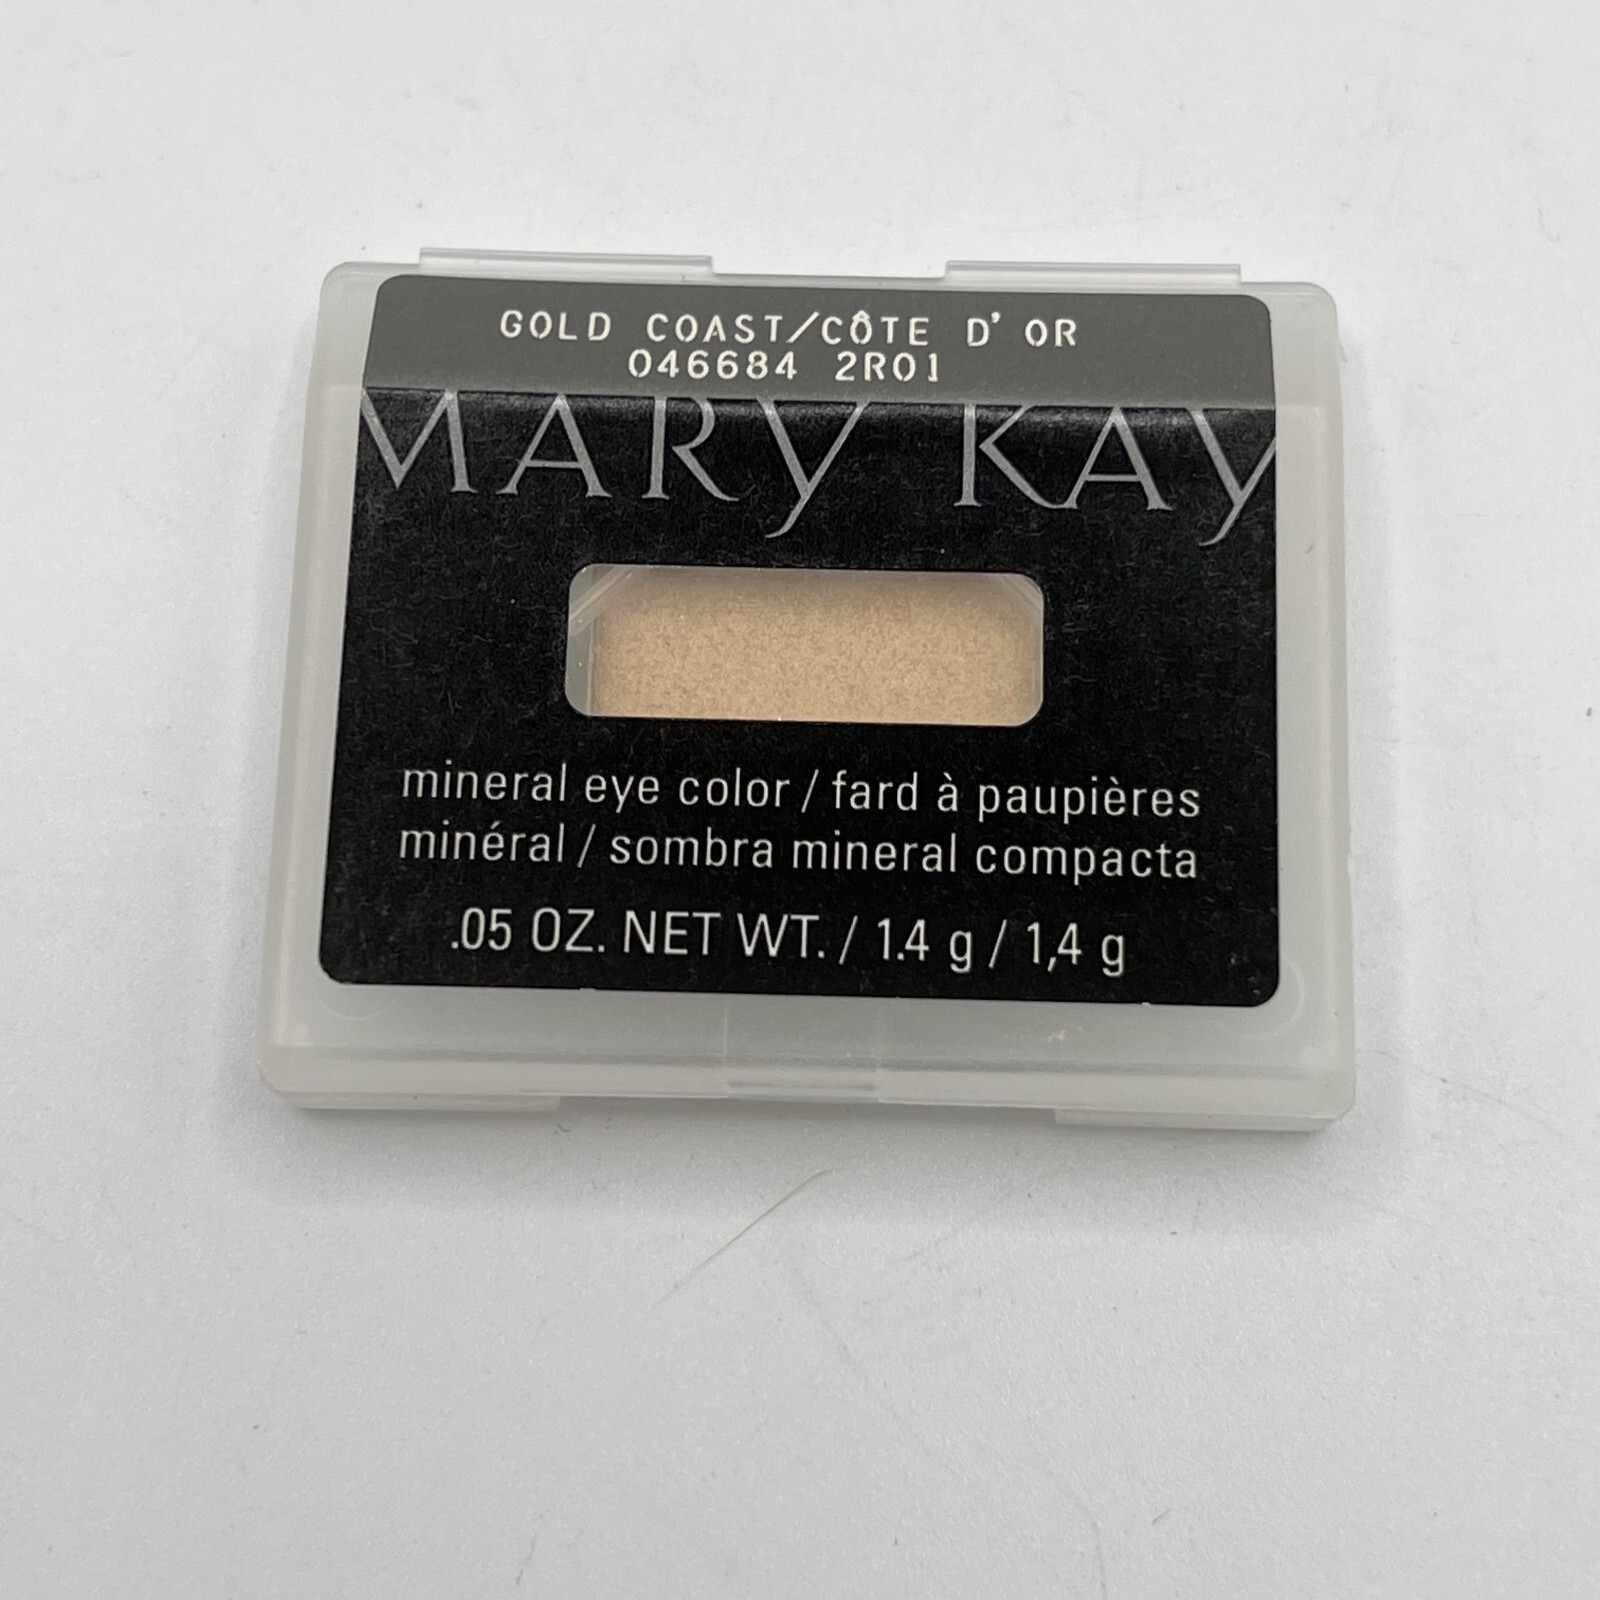 GOLD COAST/CÔTE D'OR
046684 2R01
MARY KAY
mineral eye color / fard à paupières
minéral / sombra mineral compacta
.05 OZ. NET WT. / 1.4 g / 1,4 g